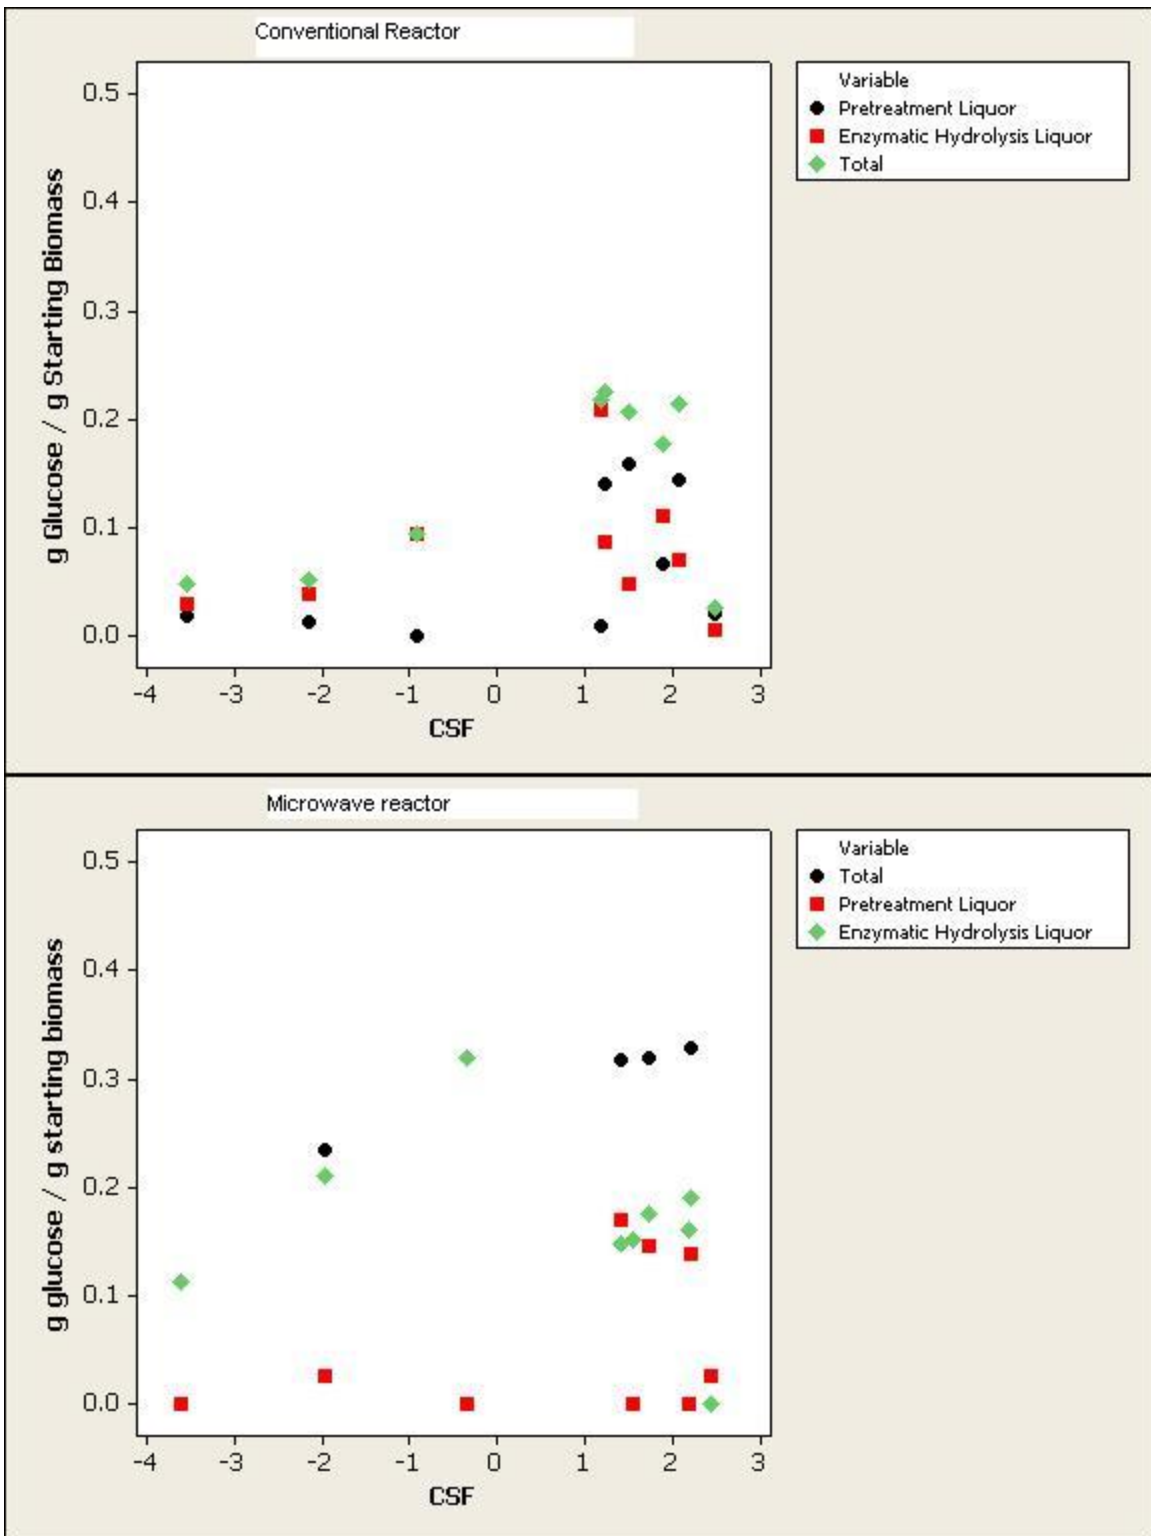 Conventional Reactor
g Glucose / g Starting Biomass
0.5
0.4
0.3
0.2
0.1
0.0
-4 -3 -2 -1 0 1 2 3
CSF
Variable
Pretreatment Liquor
Enzymatic Hydrolysis Liquor
Total
Microwave reactor
g glucose / g starting biomass
0.5
0.4
0.3
0.2
0.1
0.0
-4 -3 -2 -1 0 1 2 3
CSF
Variable
Total
Pretreatment Liquor
Enzymatic Hydrolysis Liquor